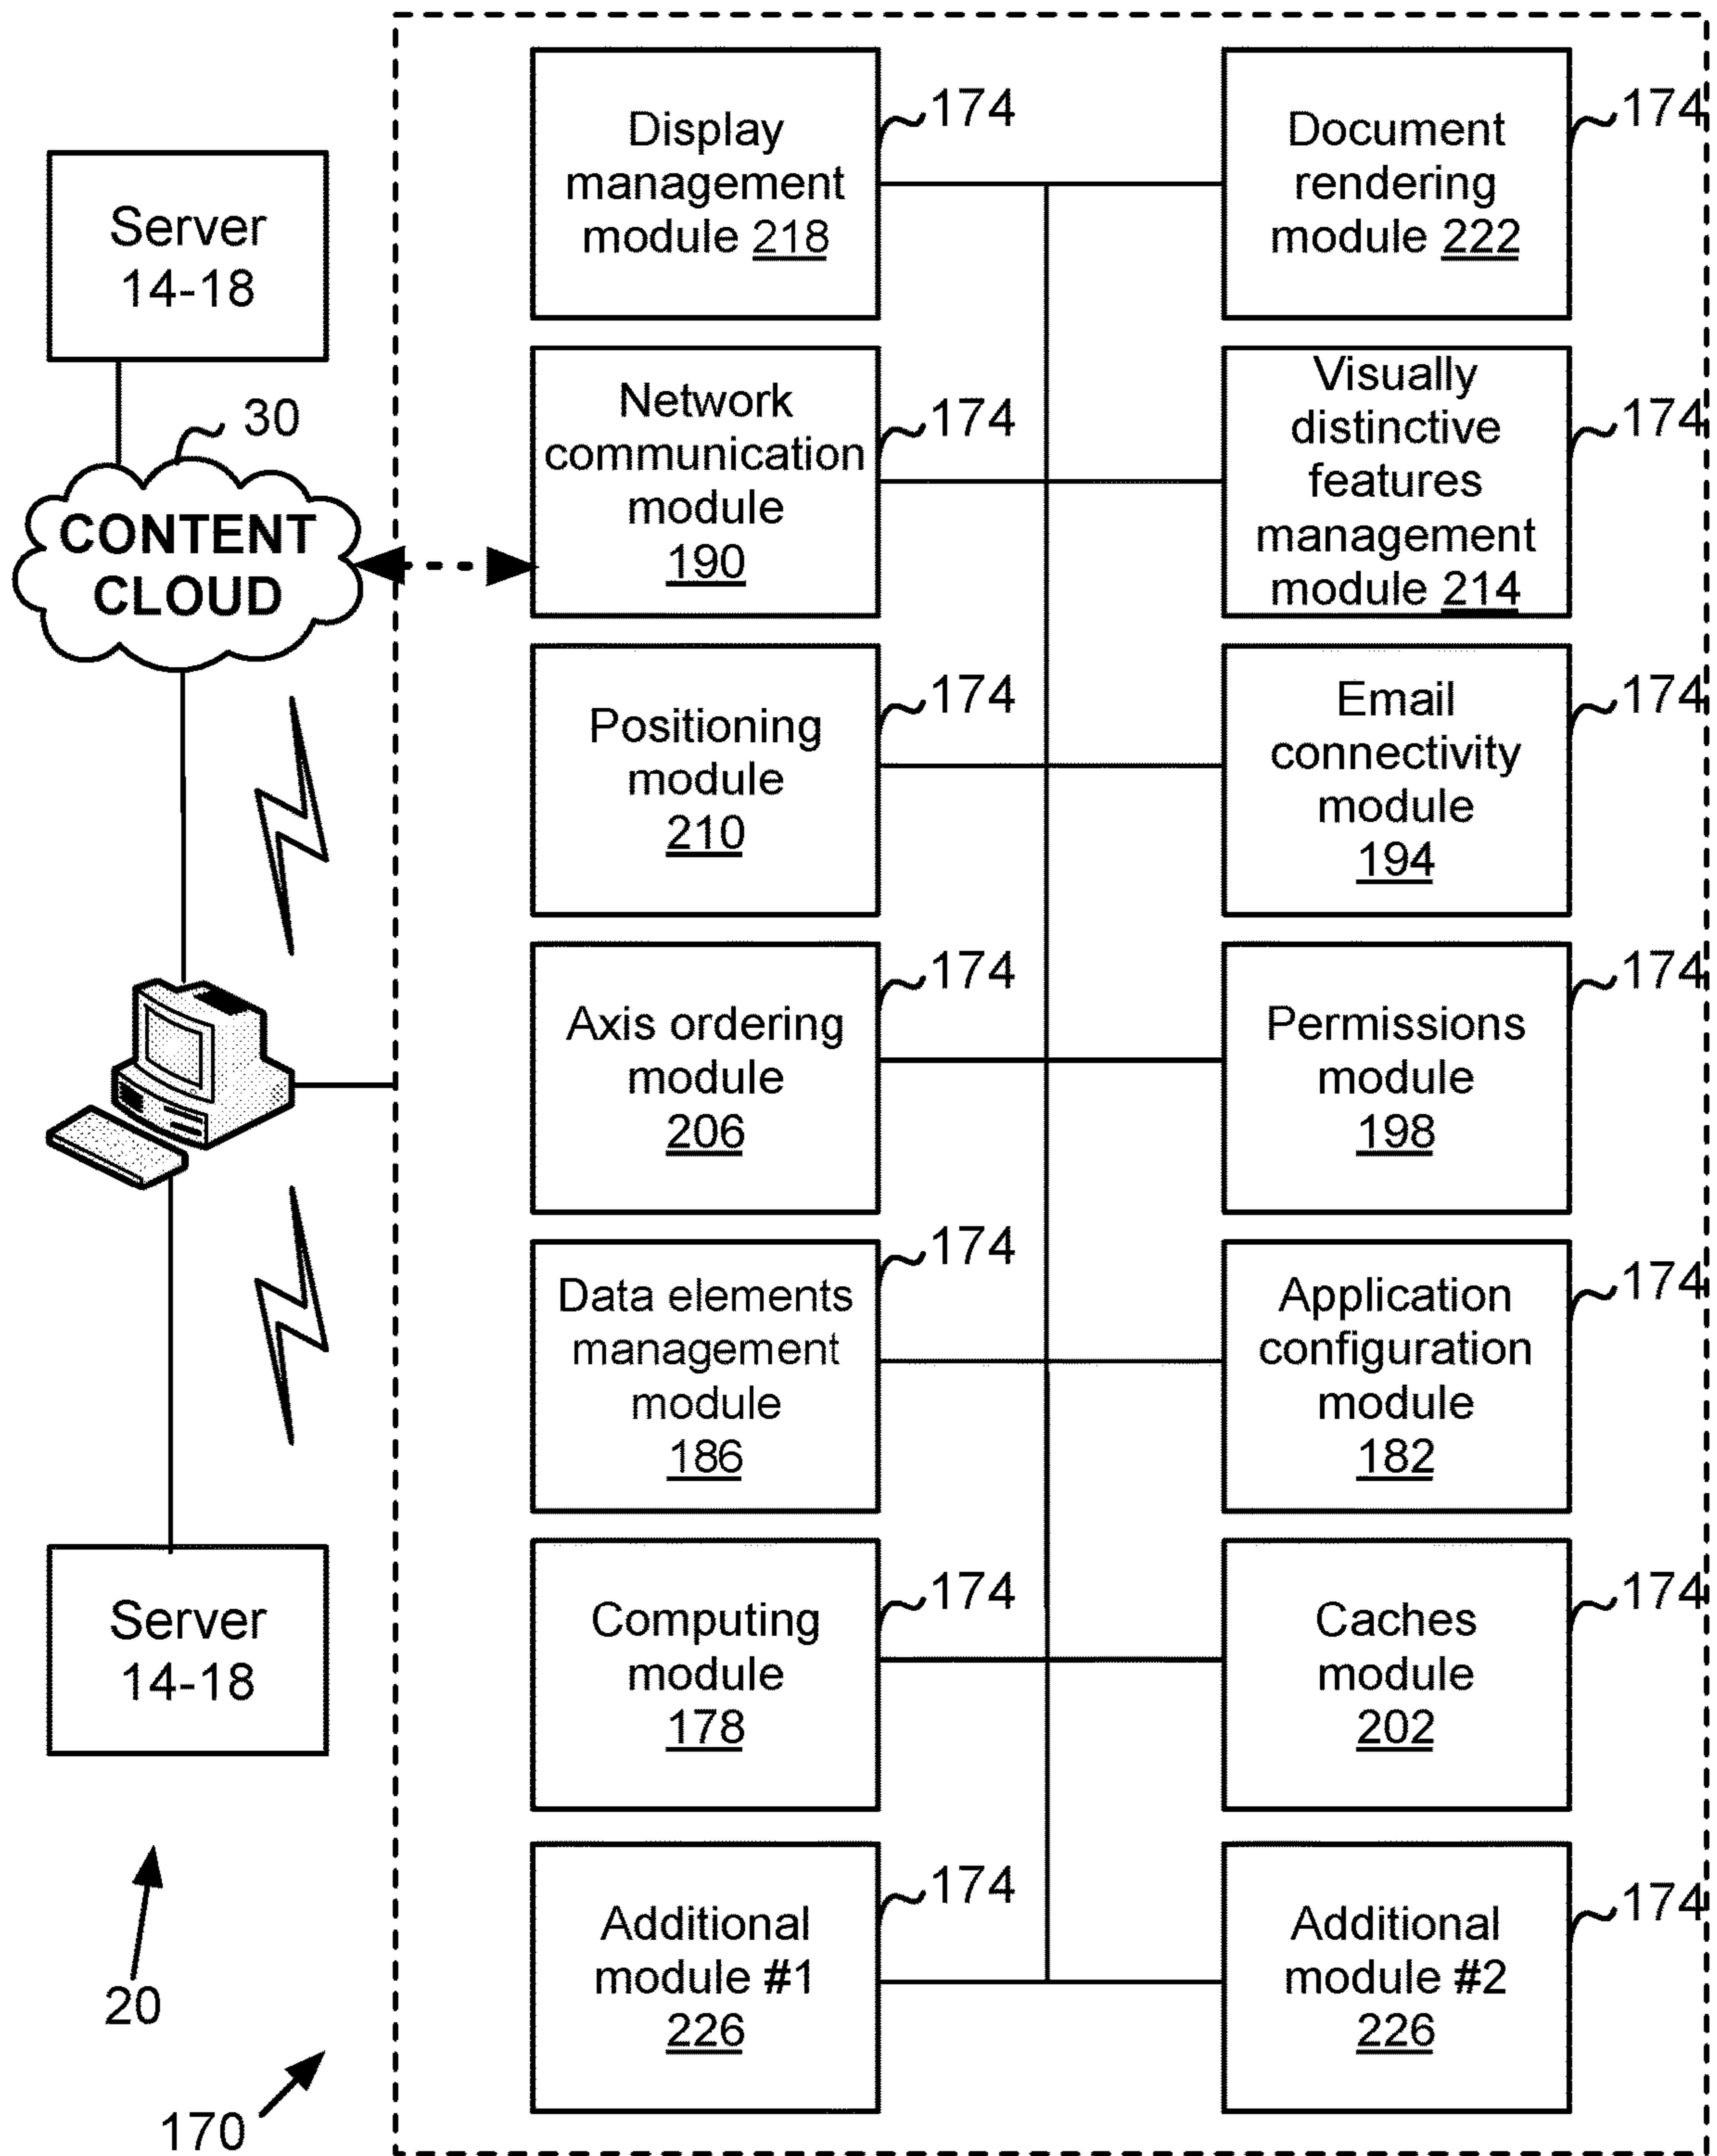 Server
14-18
30
CONTENT
CLOUD
Server
14-18
20
170
Display
management
module 218
174
Document
rendering
module 222
174
Network
communication
module
190
174
Visually
distinctive
features
management
module 214
174
Positioning
module
210
174
Email
connectivity
module
194
174
Axis ordering
module
206
174
Permissions
module
198
174
Data elements
management
module
186
174
Application
configuration
module
182
174
Computing
module
178
174
Caches
module
202
174
Additional
module #1
226
174
Additional
module #2
226
174